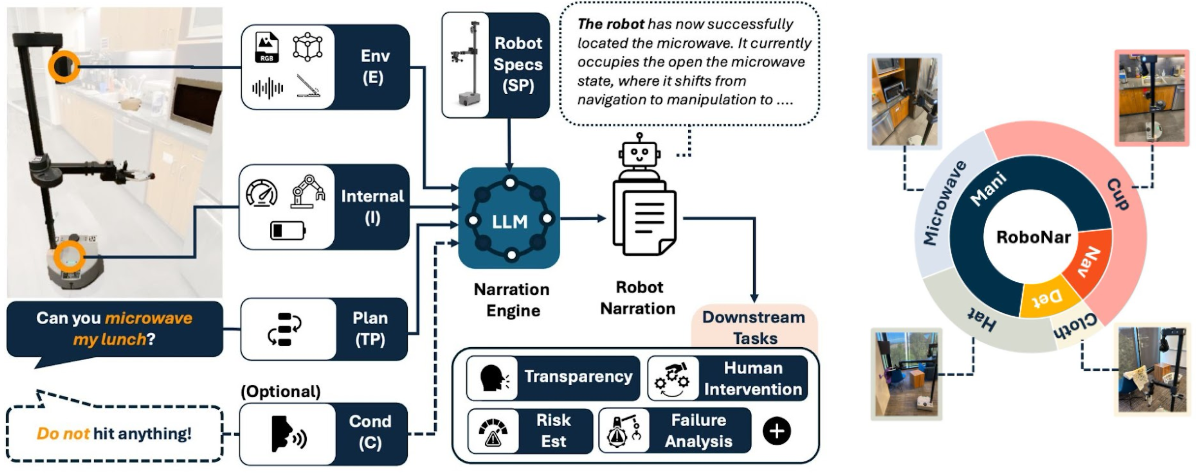 RGB
Env
(E)
Robot
Specs
(SP)
The robot has now successfully
located the microwave. It currently
occupies the open the microwave
state, where it shifts from
navigation to manipulation to ....
Internal
(I)
LLM
Narration
Engine
Robot
Narration
Can you microwave
my lunch?
Plan
(TP)
(Optional)
Do not hit anything!
Cond
(C)
Downstream
Tasks
Transparency
Human
Intervention
Risk
Est
Failure
Analysis
Microwave
Mani
Cup
RoboNar
Nav
Det
Hat
Cloth